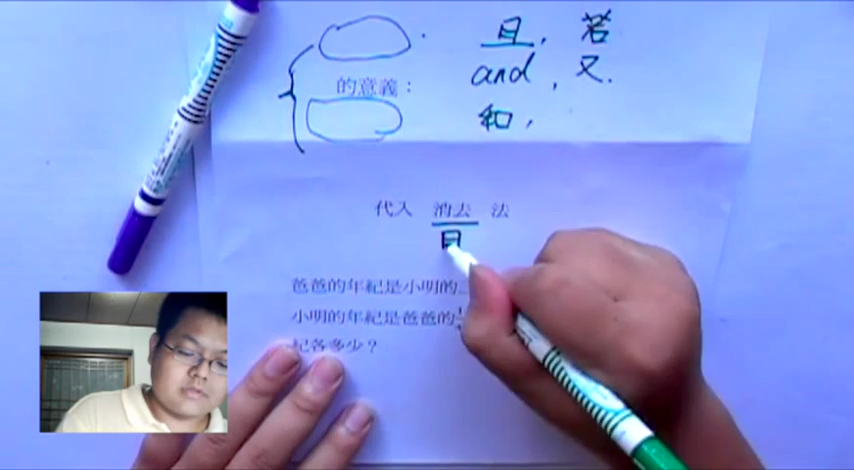 且, 若
and, 又.
的意義:
和,
代入 消去 法
爸爸的年紀是小明的
小明的年紀是爸爸的
紀各多少?